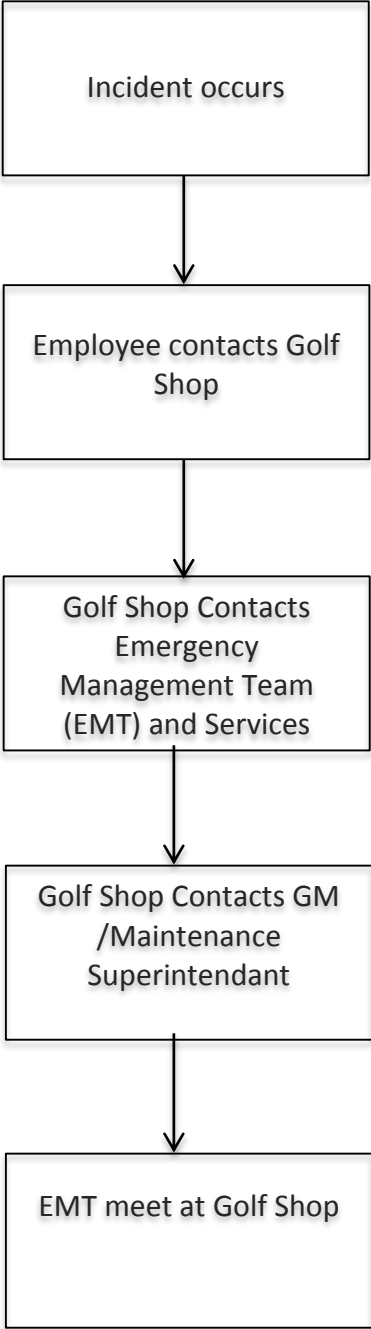 Incident occurs
Employee contacts Golf
Shop
Golf Shop Contacts
Emergency
Management Team
(EMT) and Services
Golf Shop Contacts GM
/Maintenance
Superintendant
EMT meet at Golf Shop